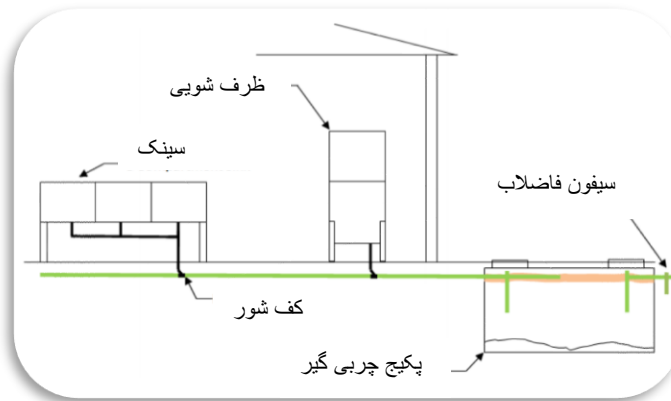 ظرف شویی
سینک
سیفون فاضلاب
کف شور
پکیج چربی گیر